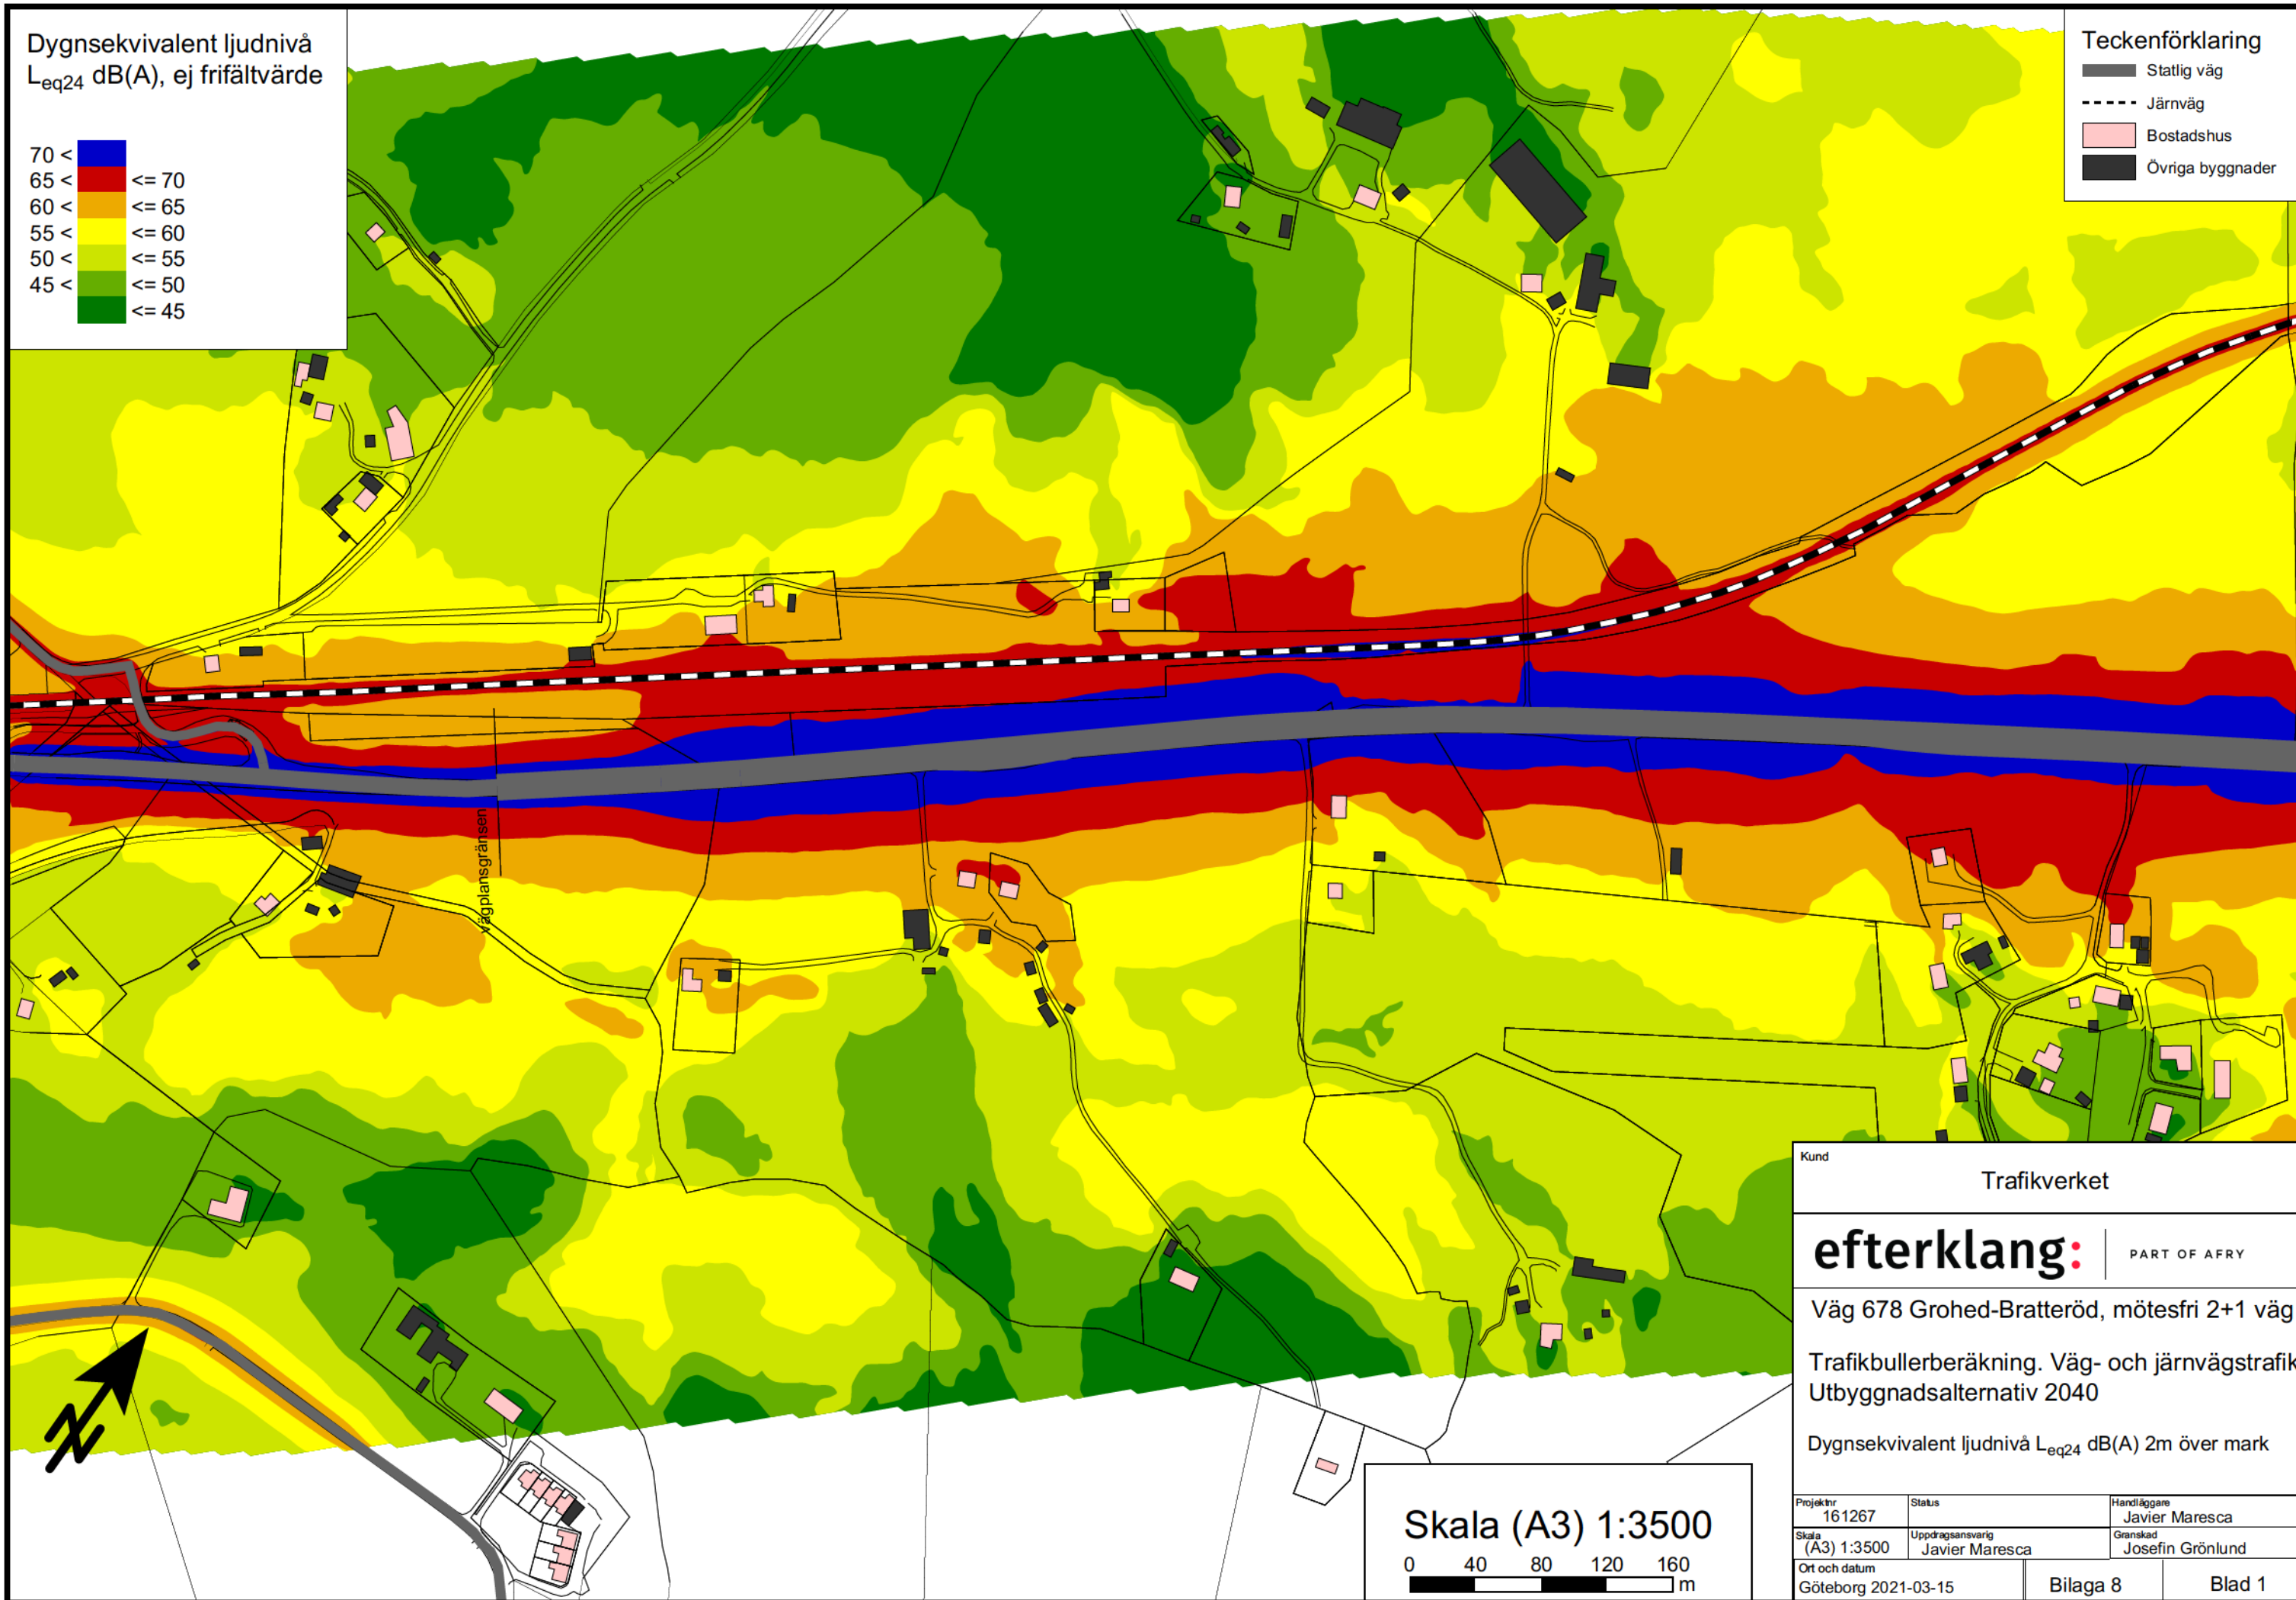 Dygnsekvivalent ljudnivå
Leq24 dB(A), ej frifältvärde
70 <
65 < <= 70
60 < <= 65
55 < <= 60
50 < <= 55
45 < <= 50
<= 45
Teckenförklaring
Statlig väg
Järnväg
Bostadshus
Övriga byggnader
vägplansgränsen
N
Skala (A3) 1:3500
0 40 80 120 160
m
Kund
Trafikverket
efterklang: PART OF AFRY
Väg 678 Grohed-Bratteröd, mötesfri 2+1 väg
Trafikbullerberäkning. Väg- och järnvägstrafik
Utbyggnadsalternativ 2040
Dygnsekvivalent ljudnivå Leq24 dB(A) 2m över mark
Projektnr Status Handläggare
161267 Javier Maresca
Skala Uppdragsansvarig Granskad
(A3) 1:3500 Javier Maresca Josefin Grönlund
Ort och datum
Göteborg 2021-03-15 Bilaga 8 Blad 1